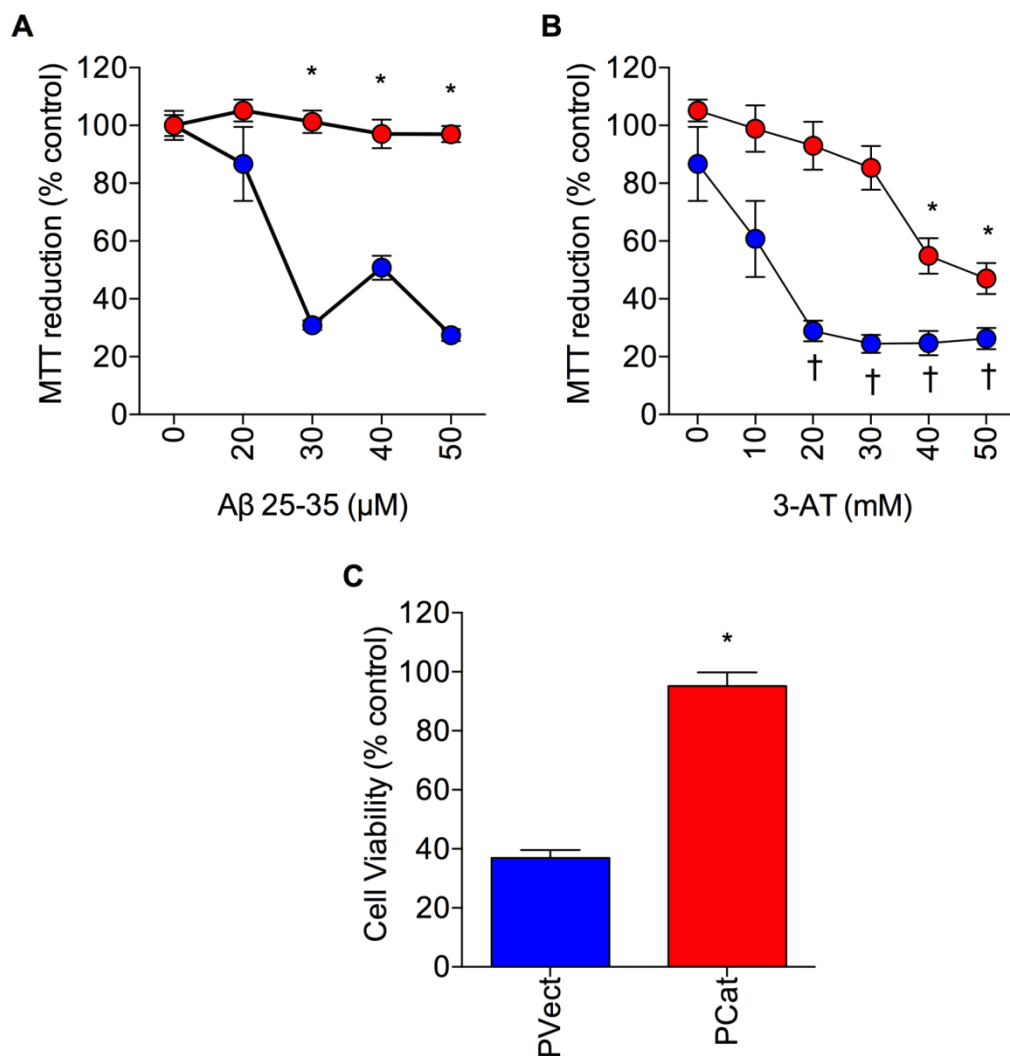 A
MTT reduction (% control)
120
100
80
60
40
20
0
* * *
0 20 30 40 50
Aβ 25-35 (µM)
B
MTT reduction (% control)
120
100
80
60
40
20
0
* *
† † † †
0 10 20 30 40 50
3-AT (mM)
C
Cell Viability (% control)
120
100
80
60
40
20
0
*
PVect PCat